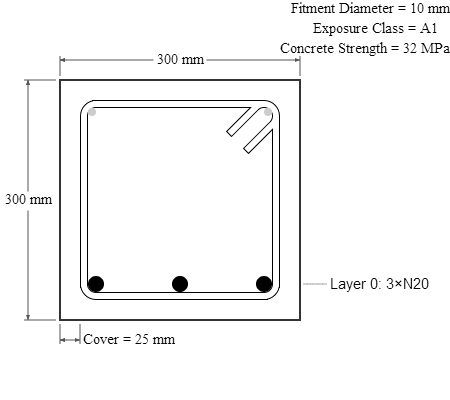 Fitment Diameter = 10 mm
Exposure Class = A1
Concrete Strength = 32 MPa
300 mm
300 mm
Layer 0: 3×N20
Cover = 25 mm